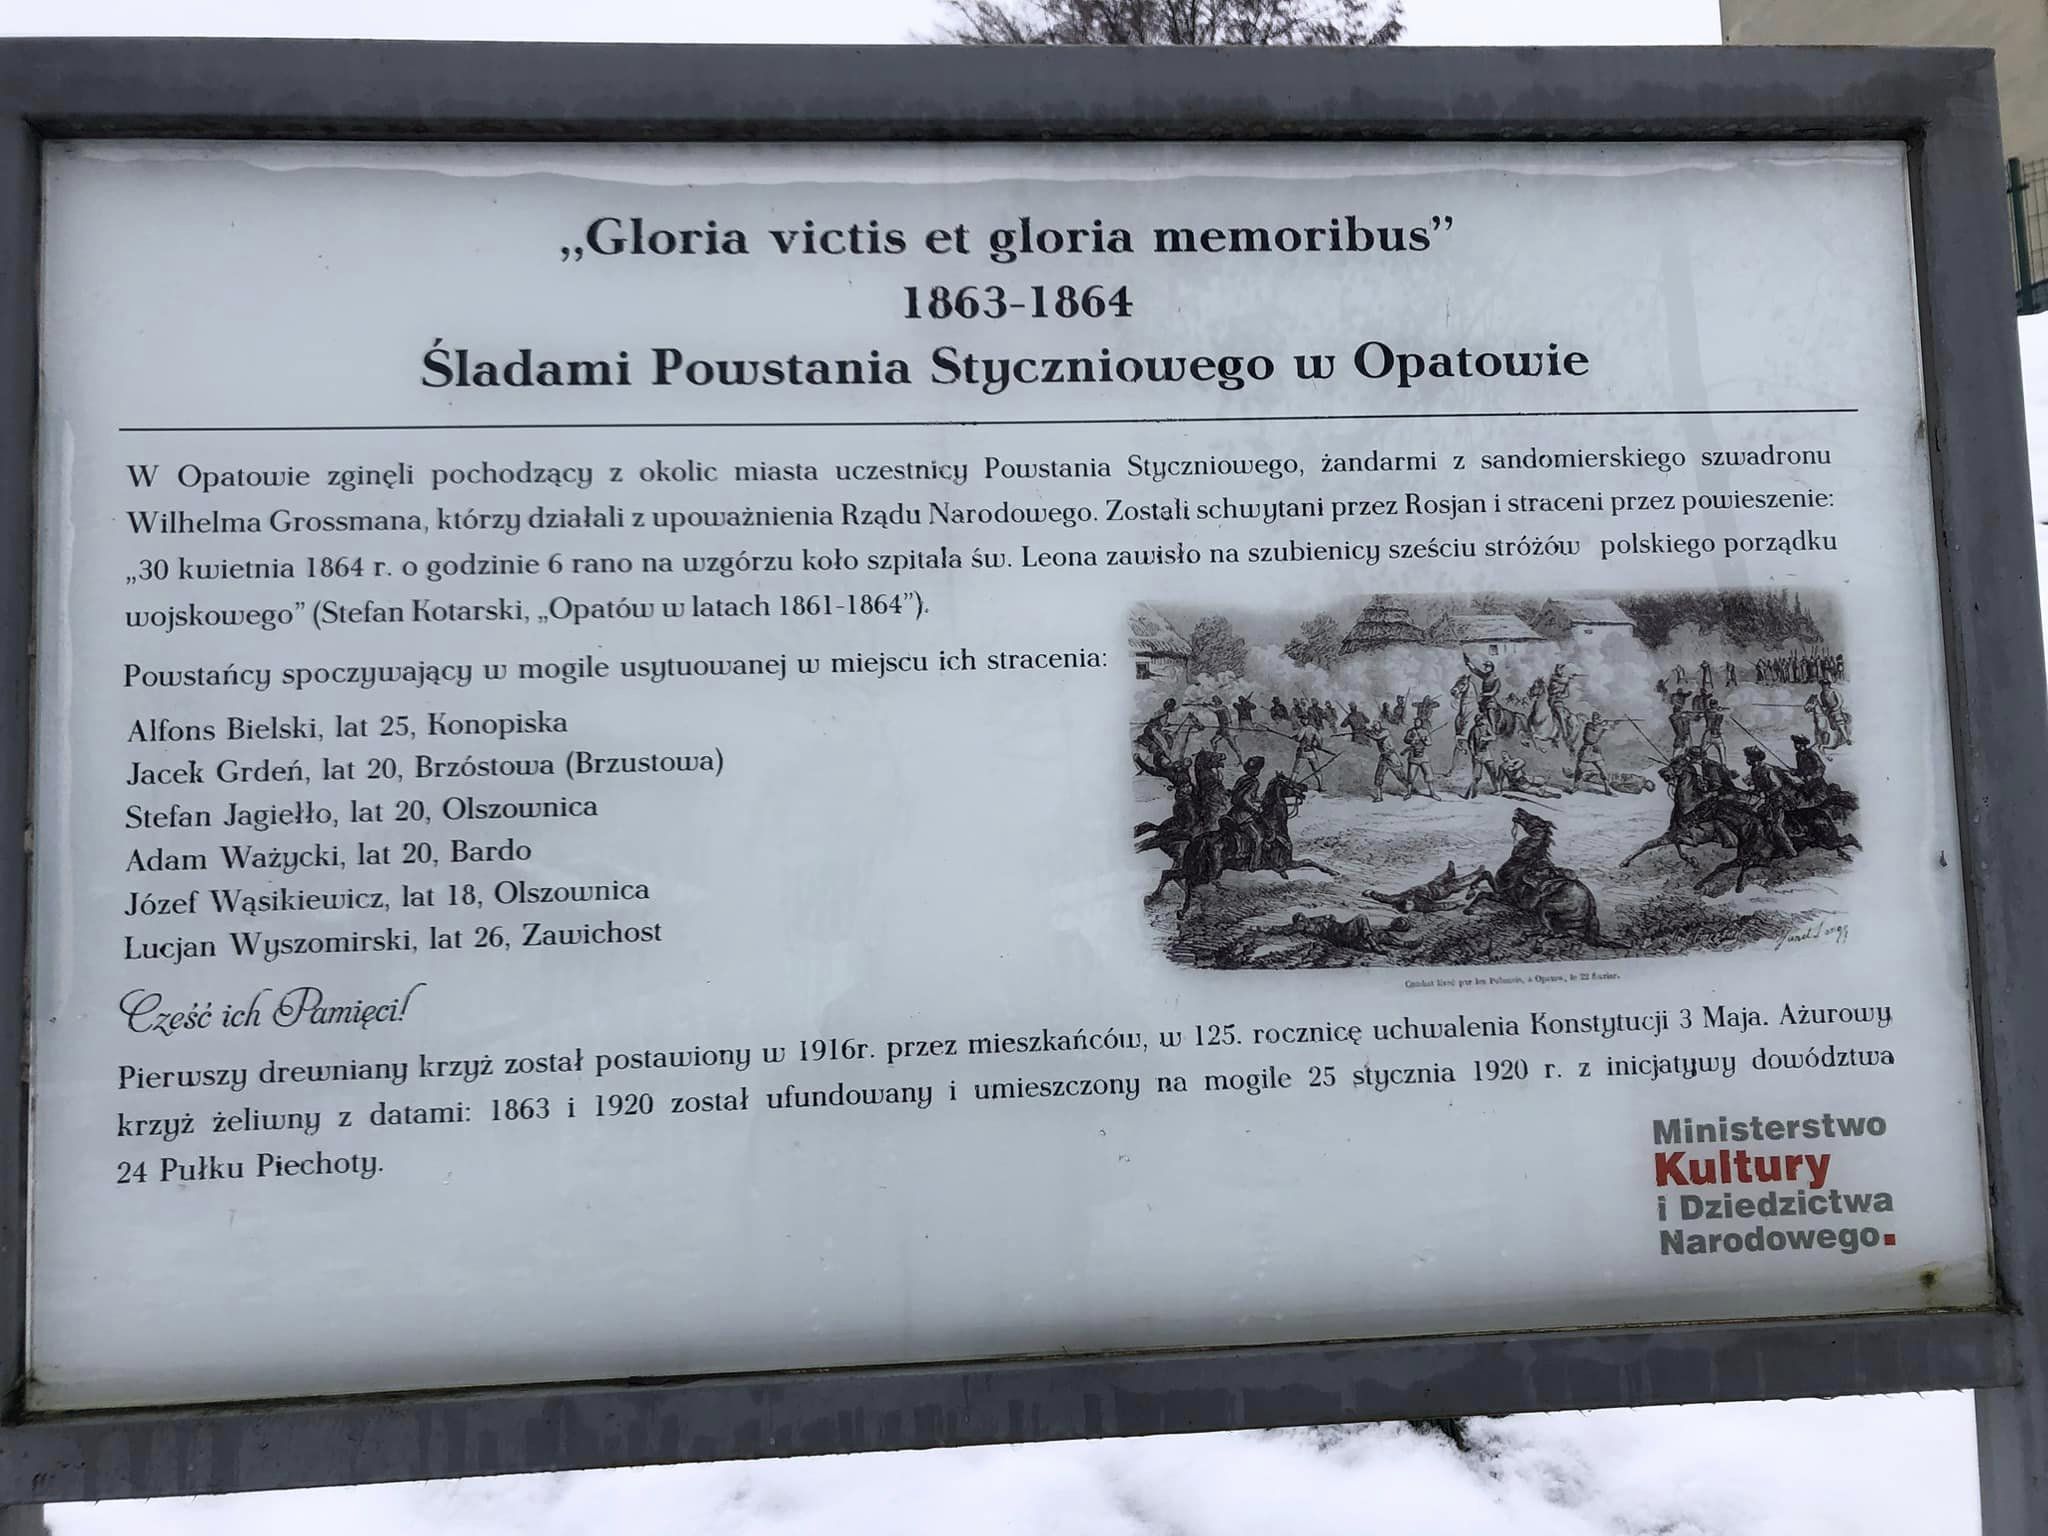 „Gloria victis et gloria memoribus”
1863-1864
Śladami Powstania Styczniowego w Opatowie
W Opatowie zginęli pochodzący z okolic miasta uczestnicy Powstania Styczniowego, żandarmi z sandomierskiego szwadronu
Wilhelma Grossmana, którzy działali z upoważnienia Rządu Narodowego. Zostali schwytani przez Rosjan i straceni przez powieszenie:
„30 kwietnia 1864 r. o godzinie 6 rano na wzgórzu koło szpitala św. Leona zawisło na szubienicy sześciu stróżów polskiego porządku
wojskowego” (Stefan Kotarski, „Opatów w latach 1861-1864”).
Powstańcy spoczywający w mogile usytuowanej w miejscu ich stracenia:
Alfons Bielski, lat 25, Konopiska
Jacek Grdeń, lat 20, Brzóstowa (Brzustowa)
Stefan Jagiełło, lat 20, Olszownica
Adam Ważycki, lat 20, Bardo
Józef Wąsikiewicz, lat 18, Olszownica
Lucjan Wyszomirski, lat 26, Zawichost
Cześć ich Pamięci!
Pierwszy drewniany krzyż został postawiony w 1916r. przez mieszkańców, w 125. rocznicę uchwalenia Konstytucji 3 Maja. Ażurowy
krzyż żeliwny z datami: 1863 i 1920 został ufundowany i umieszczony na mogile 25 stycznia 1920 r. z inicjatywy dowództwa
24 Pułku Piechoty.
Ministerstwo
Kultury
i Dziedzictwa
Narodowego.